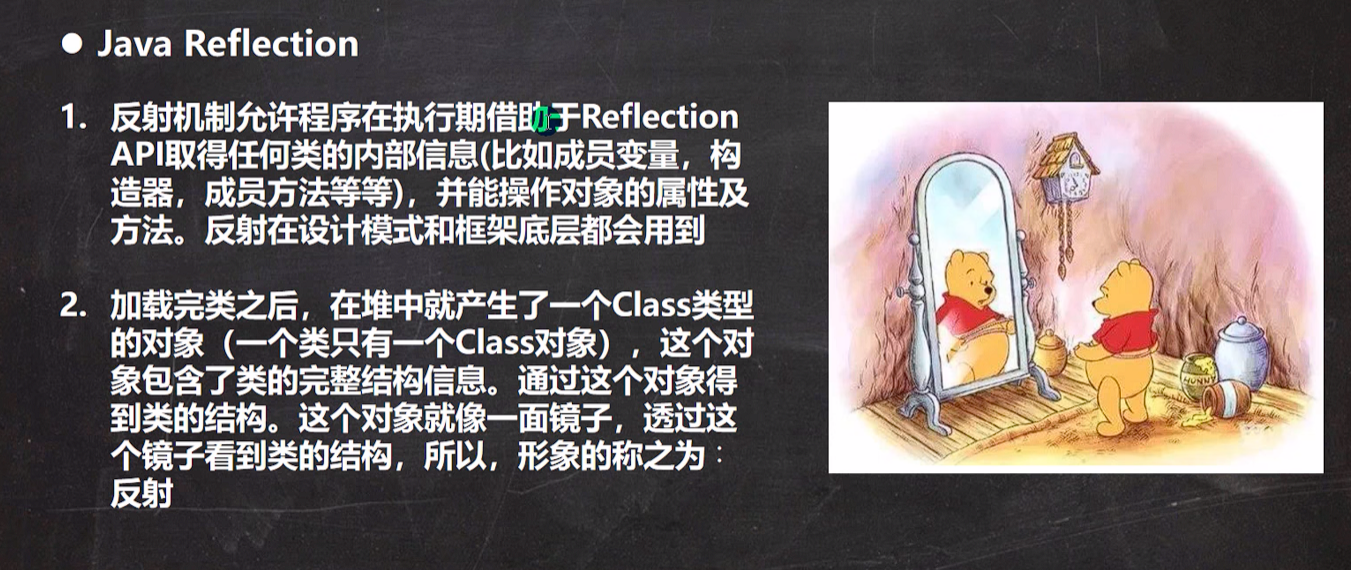 ● Java Reflection
1. 反射机制允许程序在执行期借助于Reflection
API取得任何类的内部信息(比如成员变量，构
造器，成员方法等等)，并能操作对象的属性及
方法。反射在设计模式和框架底层都会用到
2. 加载完类之后，在堆中就产生了一个Class类型
的对象（一个类只有一个Class对象），这个对
象包含了类的完整结构信息。通过这个对象得
到类的结构。这个对象就像一面镜子，透过这
个镜子看到类的结构，所以，形象的称之为：
反射
HUNNY